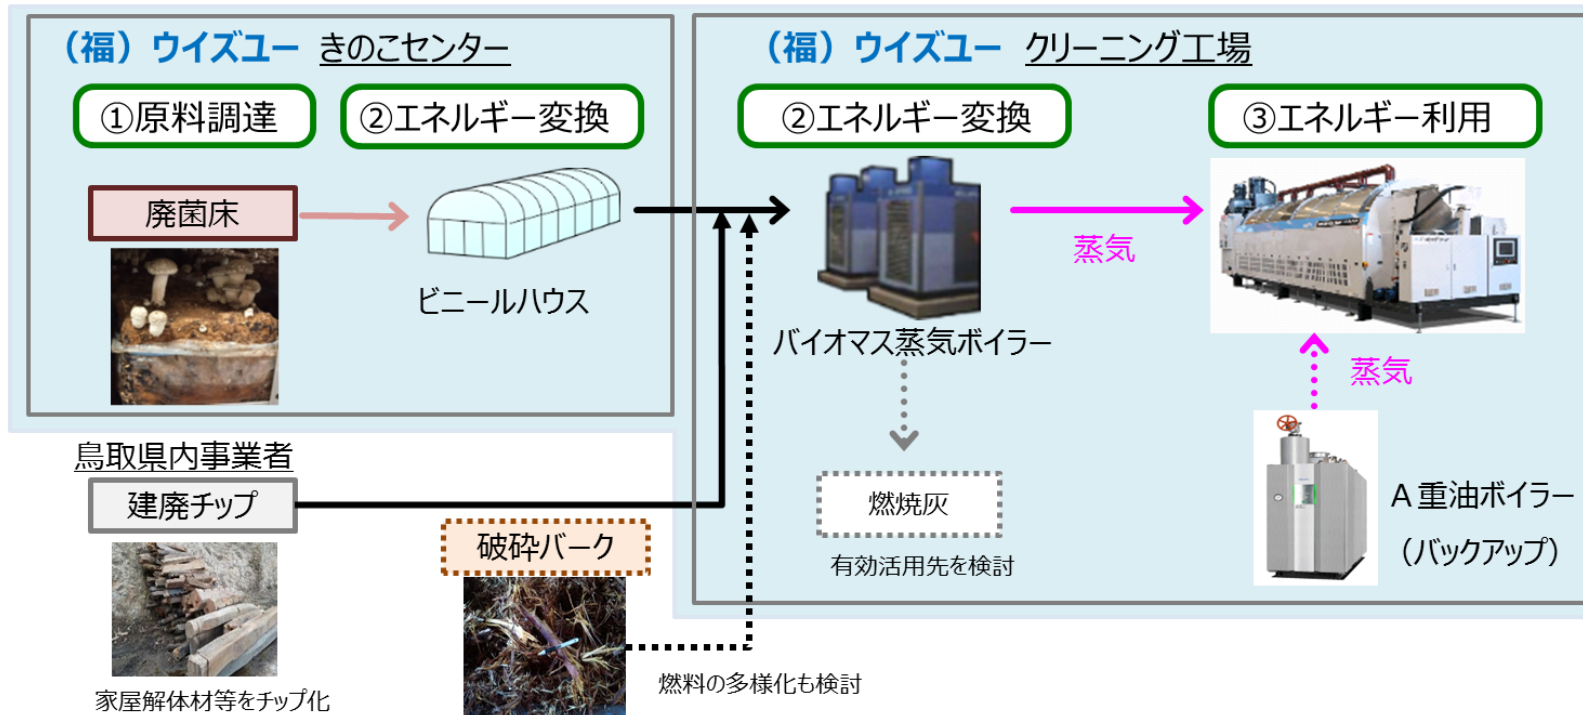 （福）ウイズユー きのこセンター
①原料調達
②エネルギー変換
廃菌床
ビニールハウス
（福）ウイズユー クリーニング工場
②エネルギー変換
③エネルギー利用
蒸気
バイオマス蒸気ボイラー
蒸気
燃焼灰
有効活用先を検討
A重油ボイラー
（バックアップ）
鳥取県内事業者
建廃チップ
家屋解体材等をチップ化
破砕バーク
燃料の多様化も検討